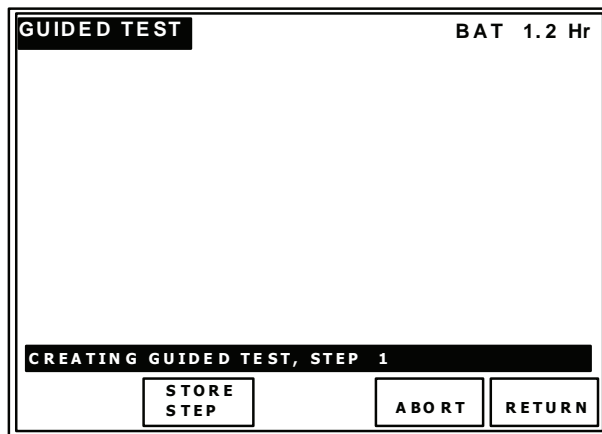 GUIDED TEST BAT 1.2 Hr
CREATING GUIDED TEST, STEP 1
STORE
STEP ABORT RETURN